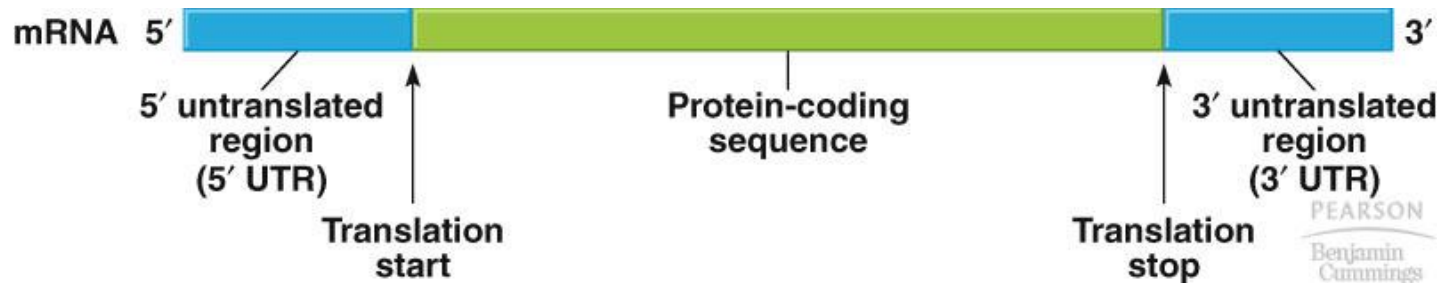 mRNA 5′ 3′
5′ untranslated
region
(5′ UTR)
Protein-coding
sequence
3′ untranslated
region
(3′ UTR)
Translation
start
Translation
stop
PEARSON
Benjamin
Cummings